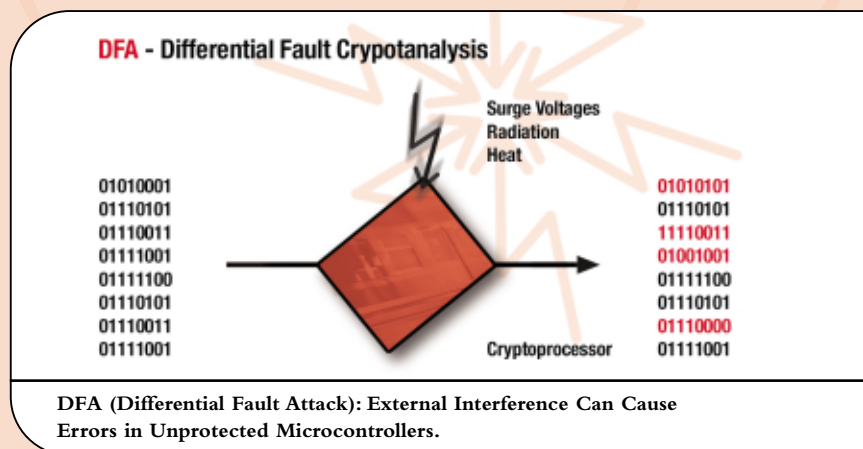 DFA - Differential Fault Crypotanalysis
Surge Voltages
Radiation
Heat
01010001
01110101
01110011
01111001
01111100
01110101
01110011
01111001
01010101
01110101
11110011
01001001
01111100
01110101
01110000
01111001
Cryptoprocessor
DFA (Differential Fault Attack): External Interference Can Cause
Errors in Unprotected Microcontrollers.